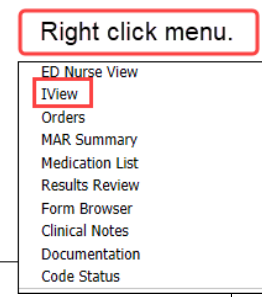 Right click menu.
ED Nurse View
IView
Orders
MAR Summary
Medication List
Results Review
Form Browser
Clinical Notes
Documentation
Code Status